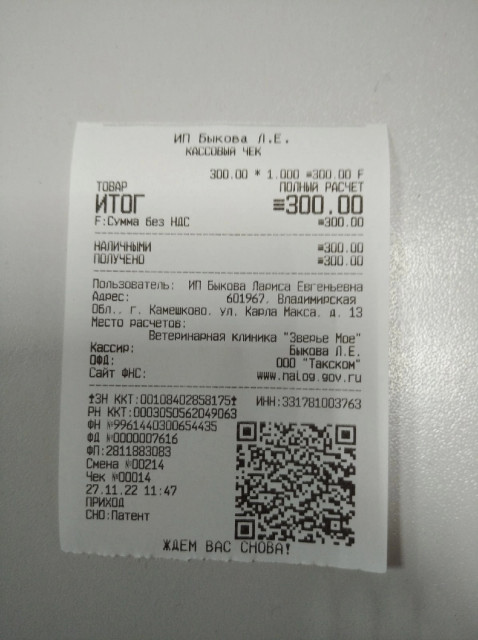 ИП Быкова Л.Е.
КАССОВЫЙ ЧЕК
300.00 * 1.000 =300.00 F
ТОВАР ПОЛНЫЙ РАСЧЕТ
ИТОГ =300.00
F:Сумма без НДС =300.00
НАЛИЧНЫМИ =300.00
ПОЛУЧЕНО =300.00
Пользователь: ИП Быкова Лариса Евгеньевна
Адрес: 601967, Владимирская
Обл., г. Камешково, ул. Карла Макса, д. 13
Место расчетов:
Ветеринарная клиника "Зверье Мое"
Кассир: Быкова Л.Е.
ОФД: ООО "Такском"
Сайт ФНС: www.nalog.gov.ru
*ЗН ККТ:00108402858175* ИНН:331781003763
РН ККТ:0003050562049063
ФН №9961440300654435
ФД №0000007616
ФП:2811883083
Смена №00214
Чек №00014
27.11.22 11:47
ПРИХОД
СНО:Патент
ЖДЕМ ВАС СНОВА!